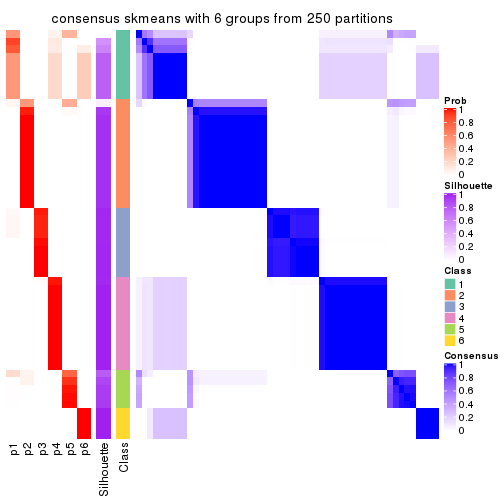 consensus skmeans with 6 groups from 250 partitions
Prob
1
0.8
0.6
0.4
0.2
0
Silhouette
1
0.8
0.6
0.4
0.2
0
Class
1
2
3
4
5
6
Consensus
1
0.8
0.6
0.4
0.2
0
p1
p2
p3
p4
p5
p6
Silhouette
Class